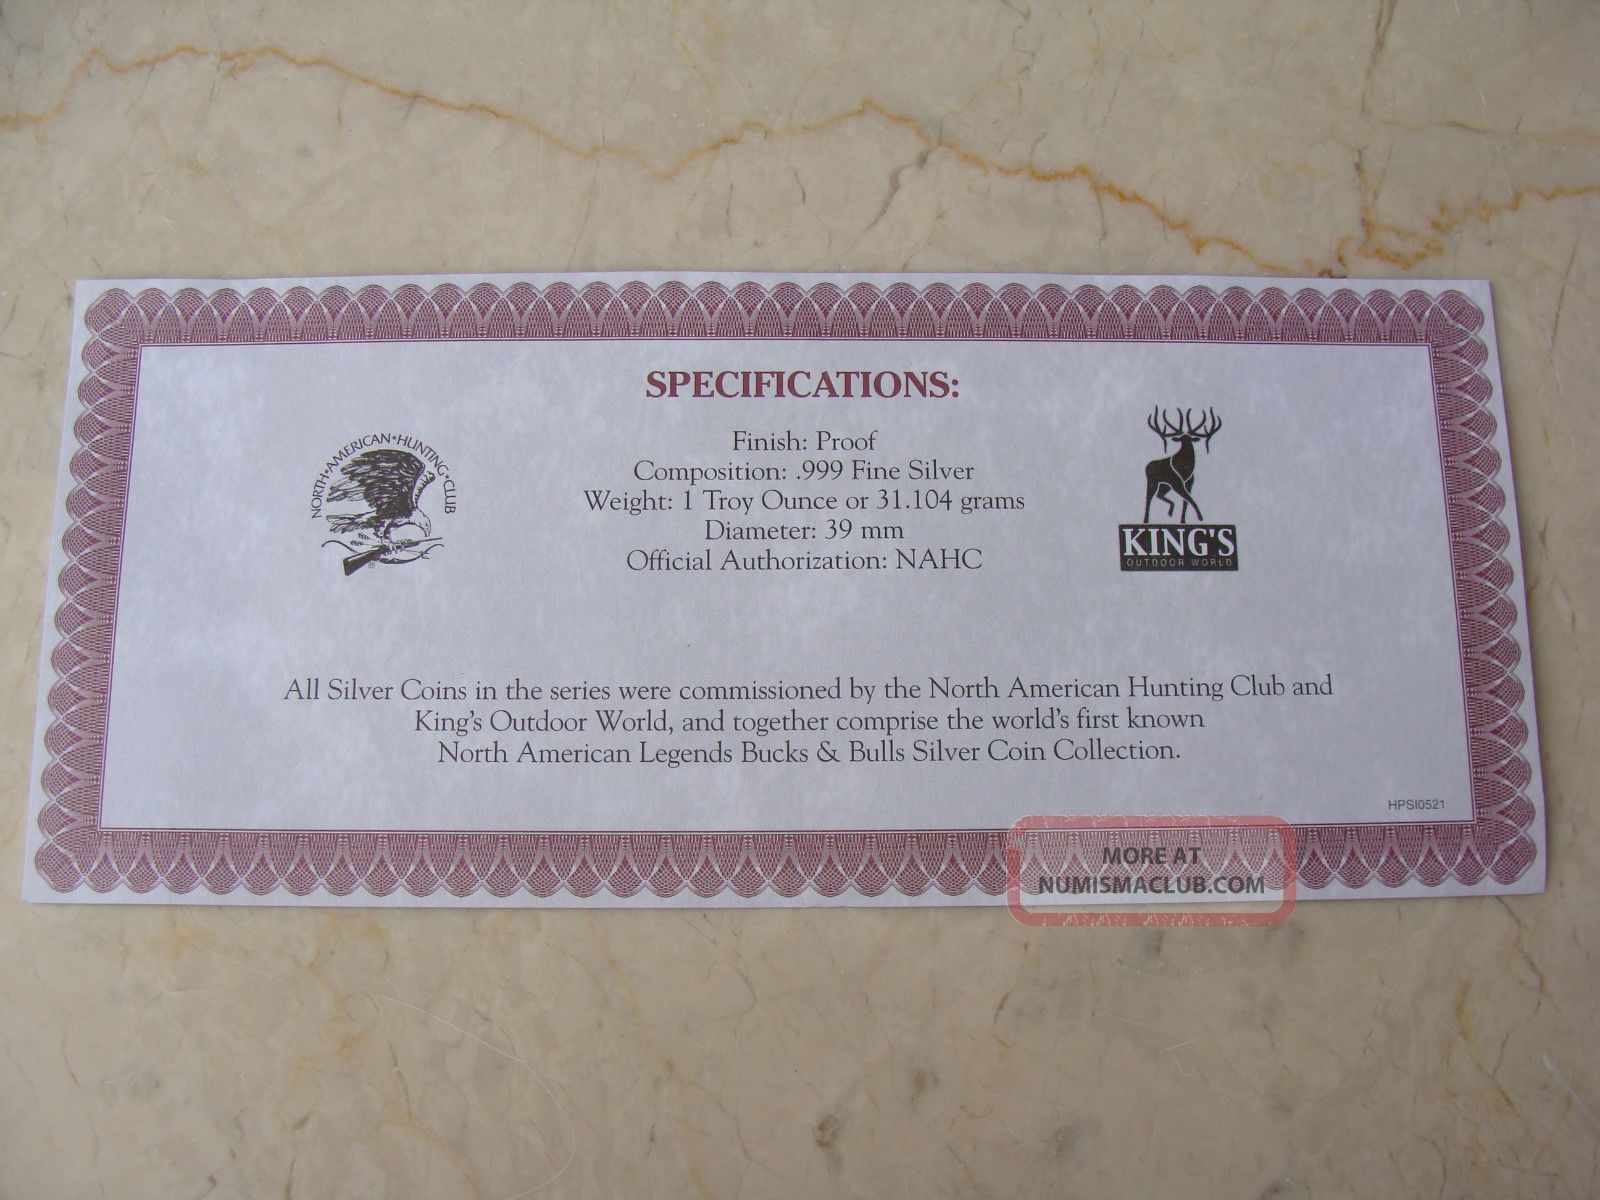 SPECIFICATIONS:
NORTH•AMERICAN•HUNTING•CLUB
®
Finish: Proof
Composition: .999 Fine Silver
Weight: 1 Troy Ounce or 31.104 grams
Diameter: 39 mm
Official Authorization: NAHC
KING'S
OUTDOOR WORLD
All Silver Coins in the series were commissioned by the North American Hunting Club and
King's Outdoor World, and together comprise the world's first known
North American Legends Bucks & Bulls Silver Coin Collection.
HPSI0521
MORE AT
NUMISMACLUB.COM